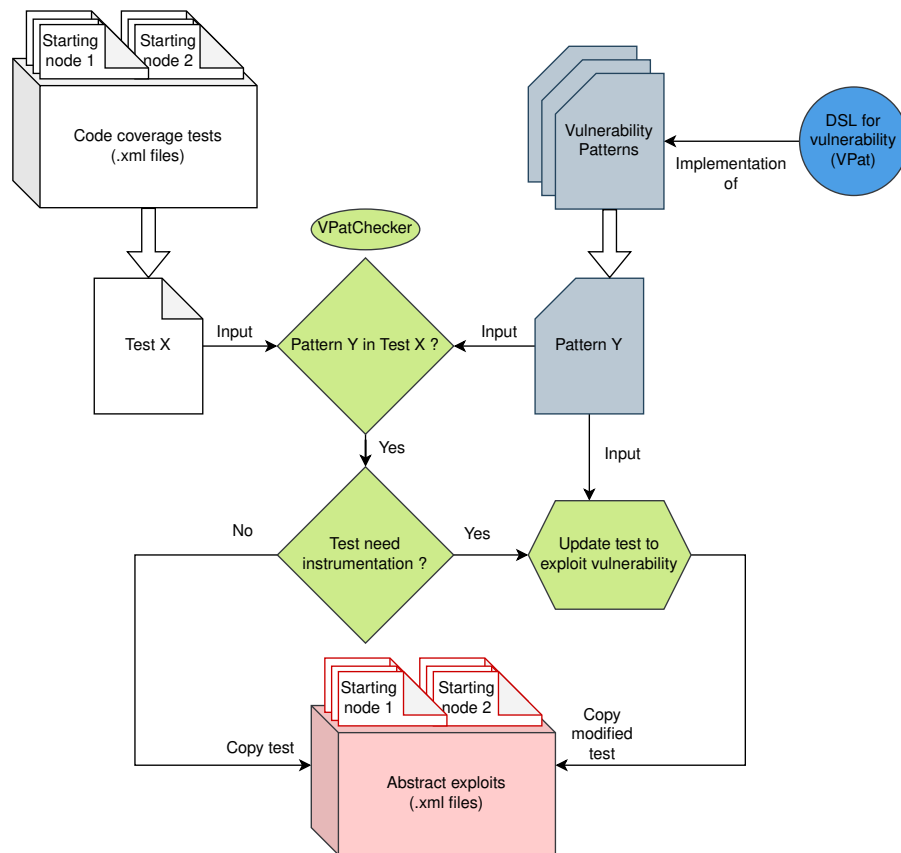 Starting
node 1
Starting
node 2
Code coverage tests
(.xml files)
Vulnerability
Patterns
Implementation
of
DSL for
vulnerability
(VPat)
VPatChecker
Test X
Input
Pattern Y in Test X ?
Input
Pattern Y
Yes
Input
No
Test need
instrumentation ?
Yes
Update test to
exploit vulnerability
Starting
node 1
Starting
node 2
Copy test
Copy
modified
test
Abstract exploits
(.xml files)